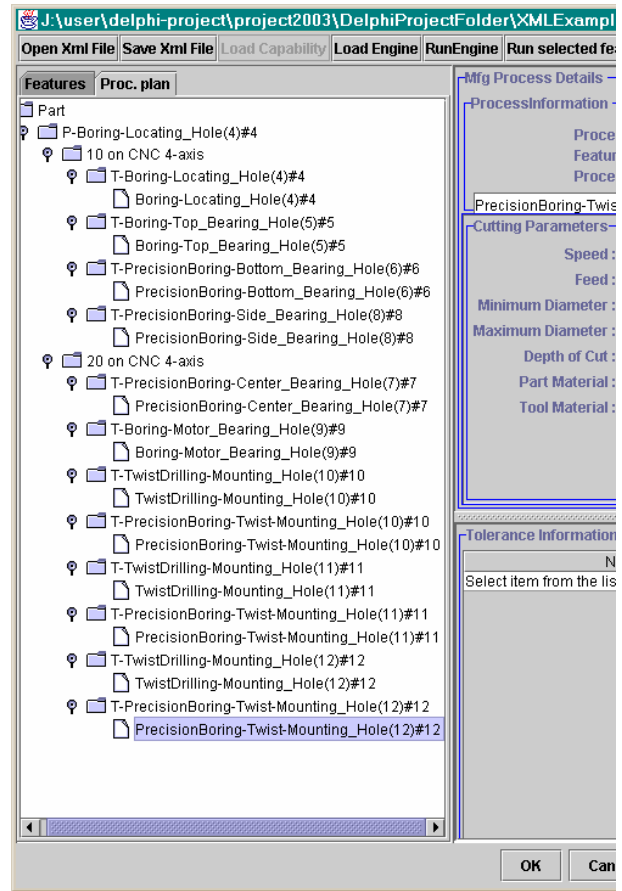 J:\user\delphi-project\project2003\DelphiProjectFolder\XMLExampl
Open Xml File Save Xml File Load Capability Load Engine RunEngine Run selected fea
Features Proc. plan
Part
P-Boring-Locating_Hole(4)#4
10 on CNC 4-axis
T-Boring-Locating_Hole(4)#4
Boring-Locating_Hole(4)#4
T-Boring-Top_Bearing_Hole(5)#5
Boring-Top_Bearing_Hole(5)#5
T-PrecisionBoring-Bottom_Bearing_Hole(6)#6
PrecisionBoring-Bottom_Bearing_Hole(6)#6
T-PrecisionBoring-Side_Bearing_Hole(8)#8
PrecisionBoring-Side_Bearing_Hole(8)#8
20 on CNC 4-axis
T-PrecisionBoring-Center_Bearing_Hole(7)#7
PrecisionBoring-Center_Bearing_Hole(7)#7
T-Boring-Motor_Bearing_Hole(9)#9
Boring-Motor_Bearing_Hole(9)#9
T-TwistDrilling-Mounting_Hole(10)#10
TwistDrilling-Mounting_Hole(10)#10
T-PrecisionBoring-Twist-Mounting_Hole(10)#10
PrecisionBoring-Twist-Mounting_Hole(10)#10
T-TwistDrilling-Mounting_Hole(11)#11
TwistDrilling-Mounting_Hole(11)#11
T-PrecisionBoring-Twist-Mounting_Hole(11)#11
PrecisionBoring-Twist-Mounting_Hole(11)#11
T-TwistDrilling-Mounting_Hole(12)#12
TwistDrilling-Mounting_Hole(12)#12
T-PrecisionBoring-Twist-Mounting_Hole(12)#12
PrecisionBoring-Twist-Mounting_Hole(12)#12
Mfg Process Details
ProcessInformation
Proce
Featur
Proce
PrecisionBoring-Twis
Cutting Parameters
Speed :
Feed :
Minimum Diameter :
Maximum Diameter :
Depth of Cut :
Part Material :
Tool Material :
Tolerance Information
N
Select item from the lis
OK Can